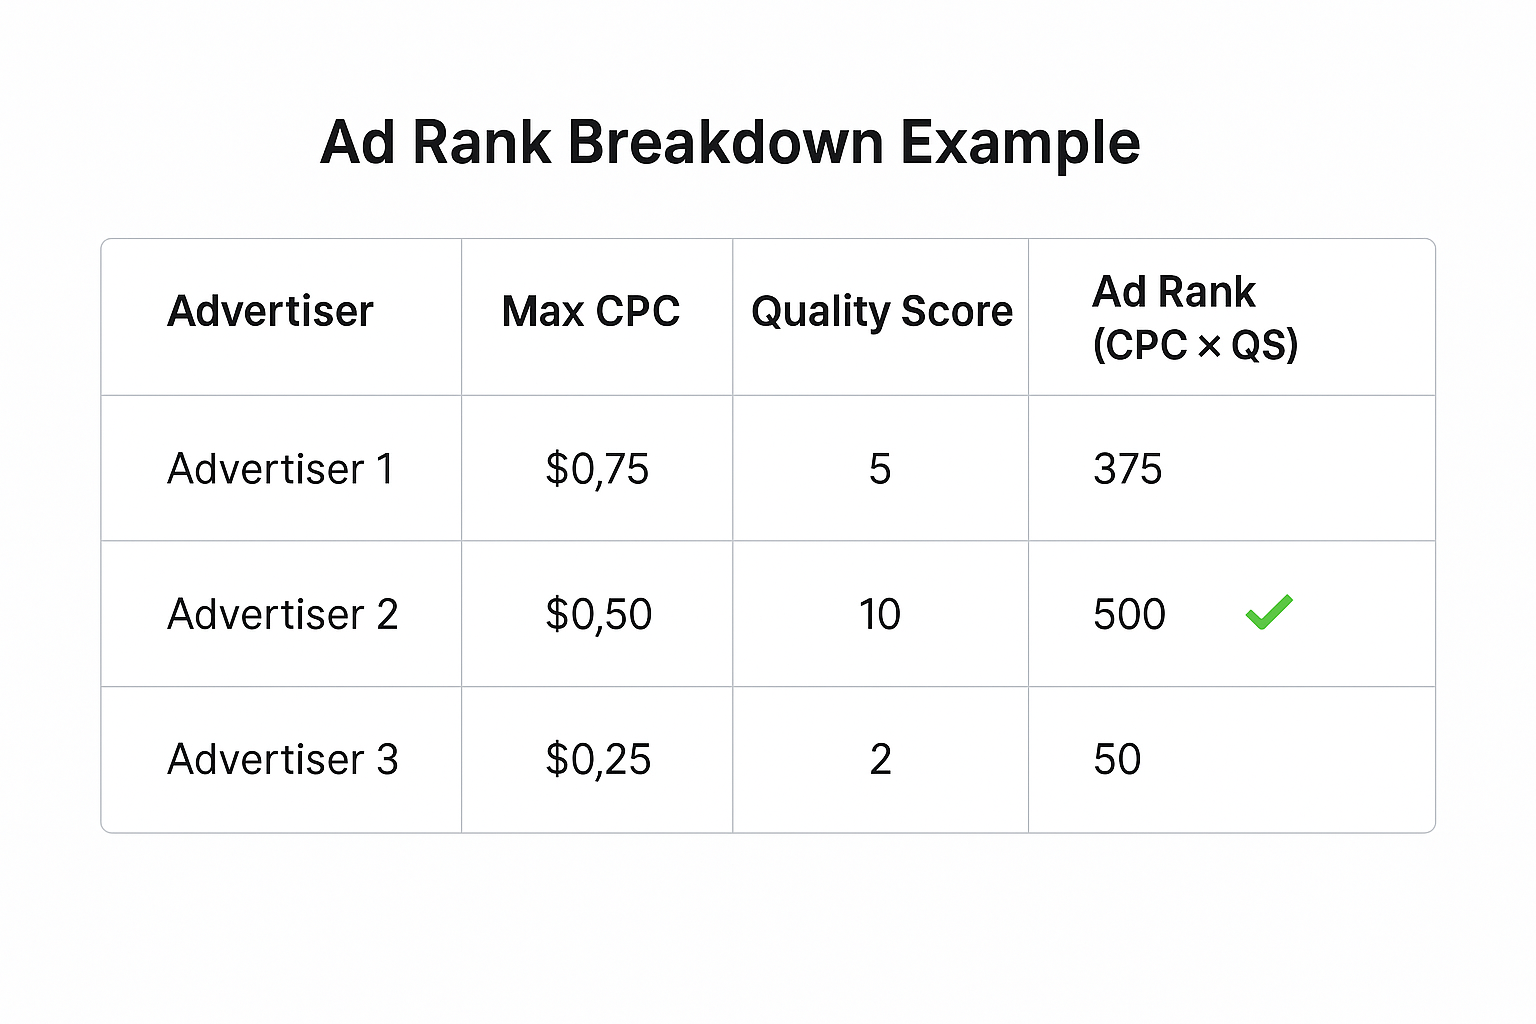 Ad Rank Breakdown Example
Advertiser Max CPC Quality Score Ad Rank
(CPC × QS)
Advertiser 1 $0,75 5 375
Advertiser 2 $0,50 10 500
Advertiser 3 $0,25 2 50